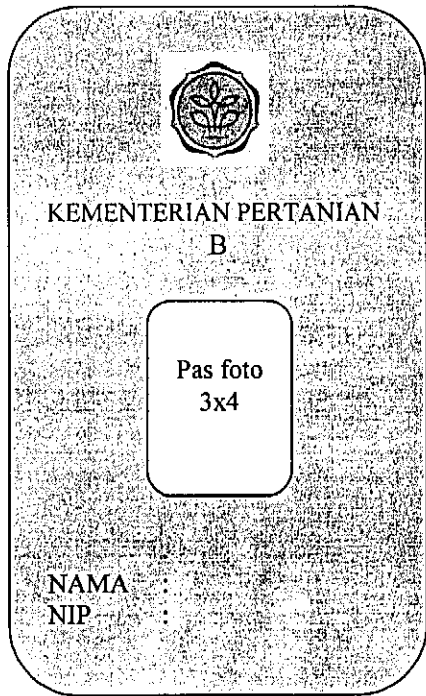 KEMENTERIAN PERTANIAN
B
Pas foto
3x4
NAMA :
NIP :